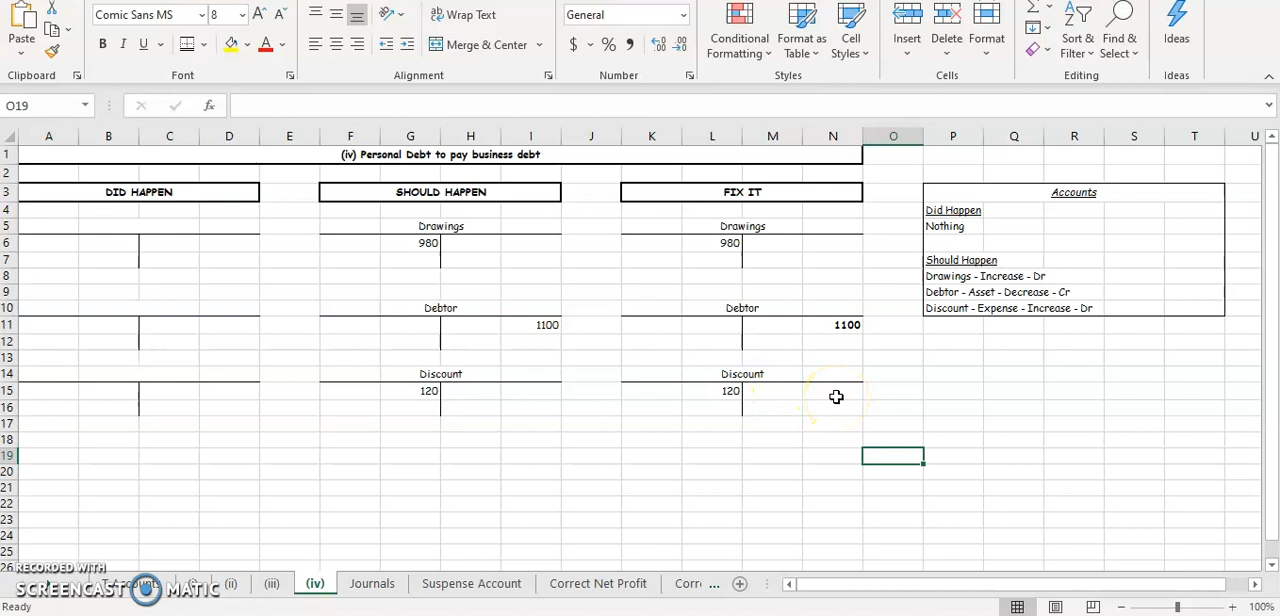 Comic Sans MS 8 A A Wrap Text General
Paste B I U A Merge & Center $ % 9 Conditional Formatting Format as Table Cell Styles Insert Delete Format Sort & Filter Find & Select Ideas
Clipboard Font Alignment Number Styles Cells Editing Ideas
O19 fx
A B C D E F G H I J K L M N O P Q R S T U
1 (iv) Personal Debt to pay business debt
2
3 DID HAPPEN SHOULD HAPPEN FIX IT Accounts
4 Did Happen
5 Drawings Drawings Nothing
6 980 980
7 Should Happen
8 Drawings - Increase - Dr
9 Debtor - Asset - Decrease - Cr
10 Debtor Debtor Discount - Expense - Increase - Dr
11 1100 1100
12
13
14 Discount Discount
15 120 120
16
17
18
19
20
21
22
23
24
25
26
RECORDED WITH
SCREENCAST MATIC
(ii) (iii) (iv) Journals Suspense Account Correct Net Profit Corre ...
Ready 100%